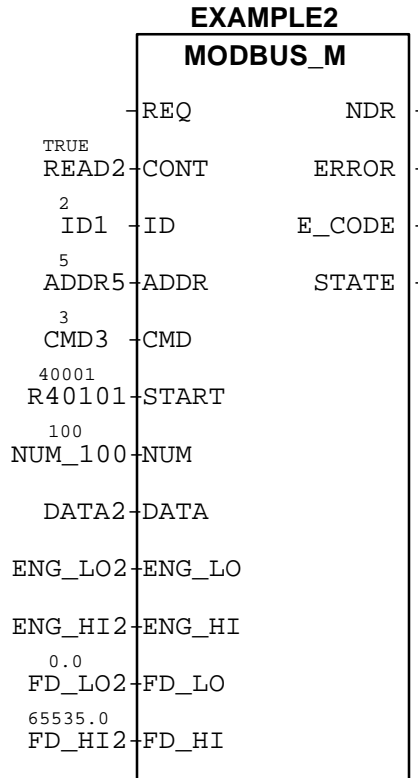 EXAMPLE2
MODBUS_M
REQ NDR
TRUE
READ2 CONT ERROR
2
ID1 ID E_CODE
5
ADDR5 ADDR STATE
3
CMD3 CMD
40001
R40101 START
100
NUM_100 NUM
DATA2 DATA
ENG_LO2 ENG_LO
ENG_HI2 ENG_HI
0.0
FD_LO2 FD_LO
65535.0
FD_HI2 FD_HI